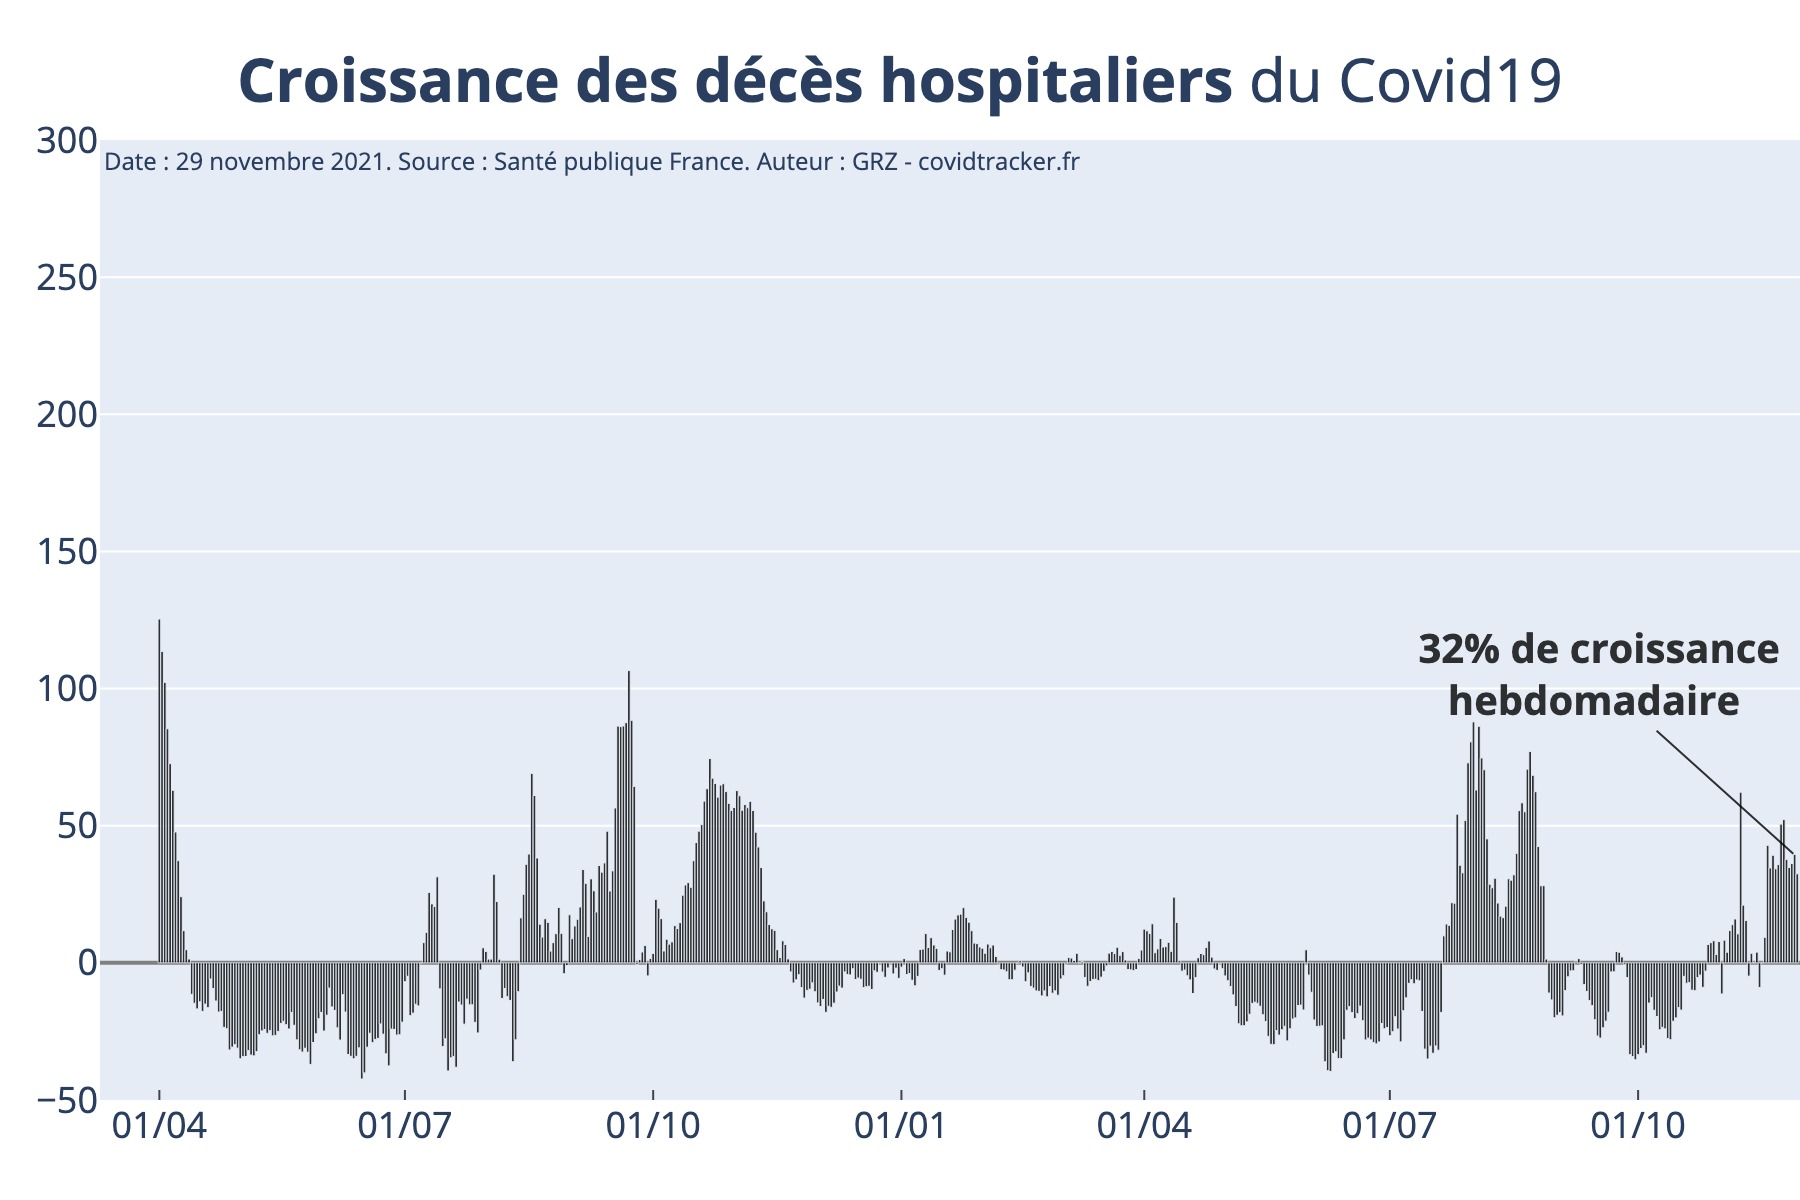 Croissance des décès hospitaliers du Covid19
Date : 29 novembre 2021. Source : Santé publique France. Auteur : GRZ - covidtracker.fr
300
250
200
150
100
50
0
−50
32% de croissance
hebdomadaire
01/04 01/07 01/10 01/01 01/04 01/07 01/10